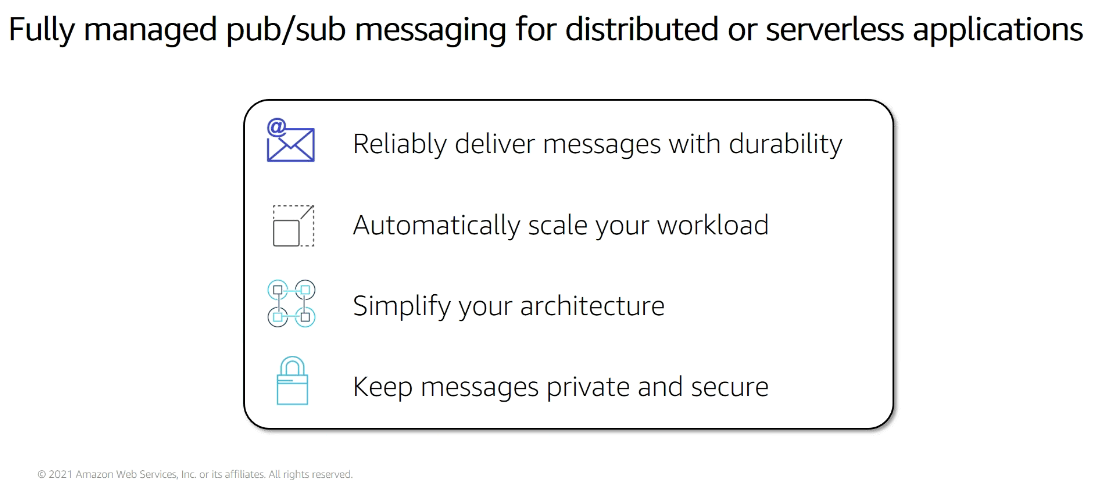 Fully managed pub/sub messaging for distributed or serverless applications
@
Reliably deliver messages with durability
Automatically scale your workload
Simplify your architecture
Keep messages private and secure
© 2021 Amazon Web Services, Inc. or its affiliates. All rights reserved.